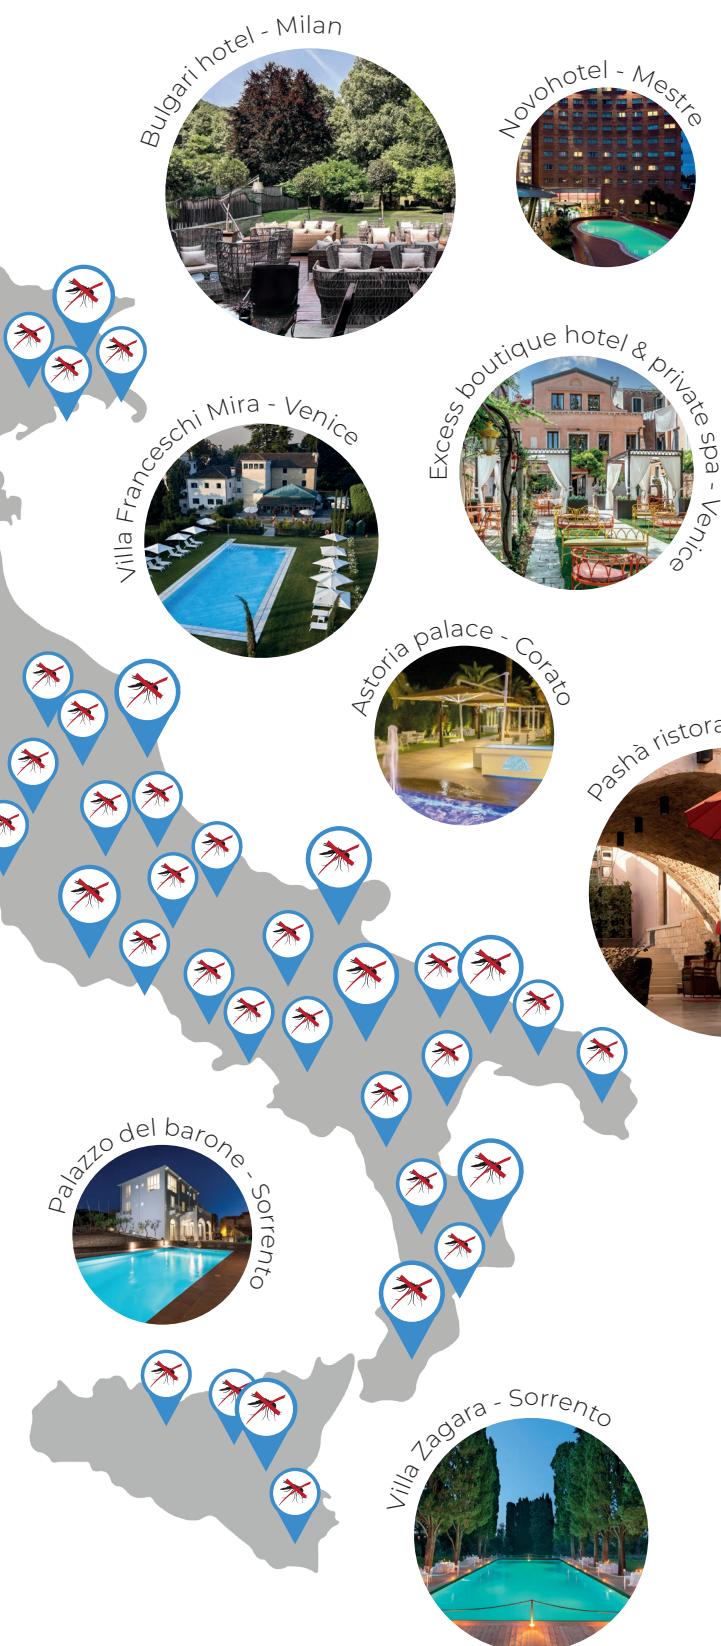 Bulgari hotel - Milan
Novohotel - Mestre
Excess boutique hotel & private spa - Venice
Villa Franceschi Mira - Venice
Astoria palace - Corato
Pashà
Palazzo del barone - Sorrento
Villa Zagara - Sorrento